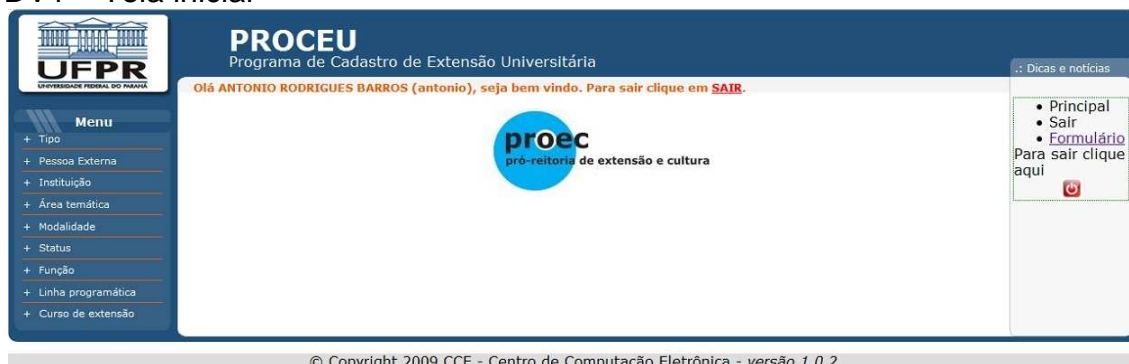 UFPR
UNIVERSIDADE FEDERAL DO PARANÁ
PROCEU
Programa de Cadastro de Extensão Universitária
Olá ANTONIO RODRIGUES BARROS (antonio), seja bem vindo. Para sair clique em SAIR.
Menu
+ Tipo
+ Pessoa Externa
+ Instituição
+ Área temática
+ Modalidade
+ Status
+ Função
+ Linha programática
+ Curso de extensão
proec
pró-reitoria de extensão e cultura
.: Dicas e notícias
• Principal
• Sair
• Formulário
Para sair clique
aqui
© Copyright 2009 CCE - Centro de Computação Eletrônica - versão 1.0.2